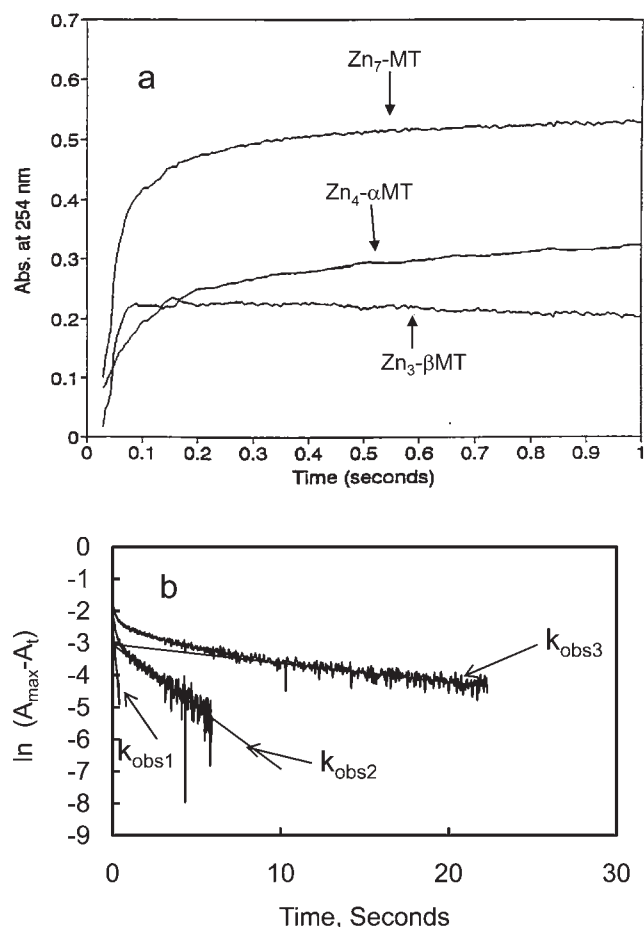 0.7
a
Zn7-MT
0.6
0.5
Abs. at 254 nm
0.4
Zn4-αMT
0.3
0.2
Zn3-βMT
0.1
0
0 0.1 0.2 0.3 0.4 0.5 0.6 0.7 0.8 0.9 1
Time (seconds)
0
b
-1
-2
ln (Amax-At)
-3
kobs3
-4
-5
kobs1
kobs2
-6
-7
-8
-9
0 10 20 30
Time, Seconds